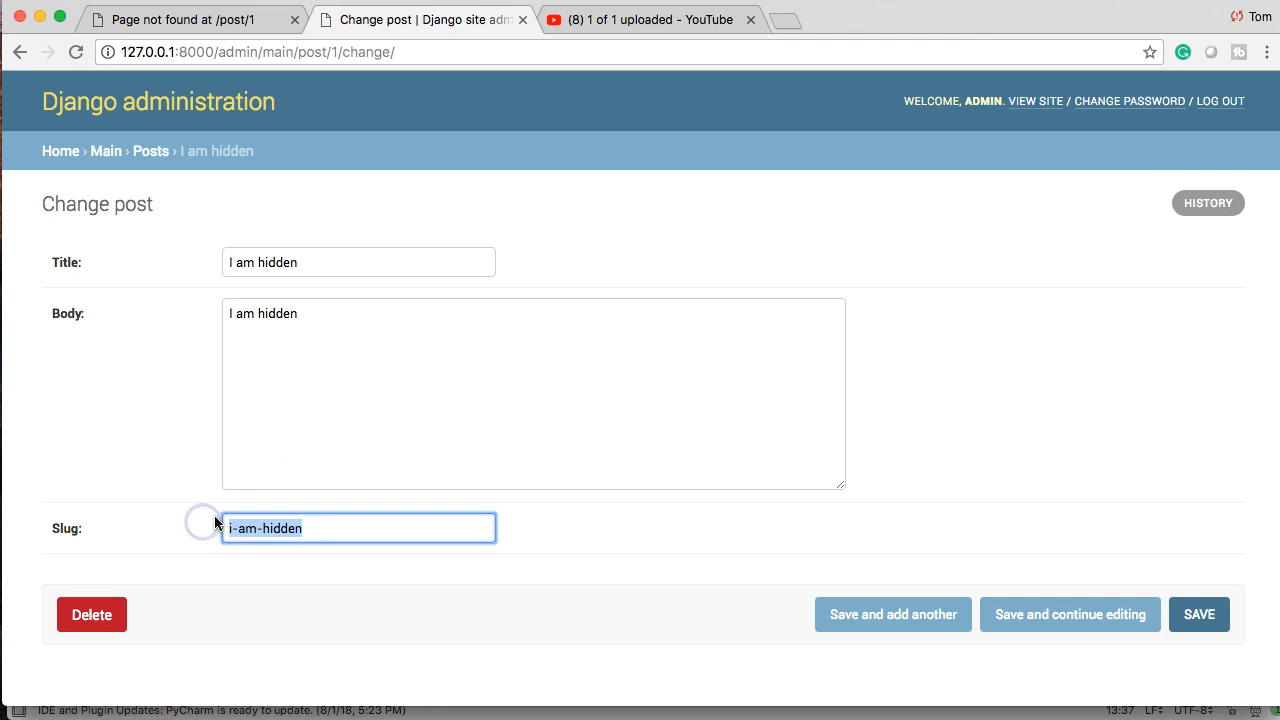 Page not found at /post/1
Change post | Django site adm
(8) 1 of 1 uploaded - YouTube
Tom
127.0.0.1:8000/admin/main/post/1/change/
Django administration
WELCOME, ADMIN. VIEW SITE / CHANGE PASSWORD / LOG OUT
Home › Main › Posts › I am hidden
Change post
HISTORY
Title:
I am hidden
Body:
I am hidden
Slug:
i-am-hidden
Delete
Save and add another
Save and continue editing
SAVE
IDE and Plugin Updates: PyCharm is ready to update. (8/1/18, 5:23 PM)
13:37 LF÷ UTF-8÷